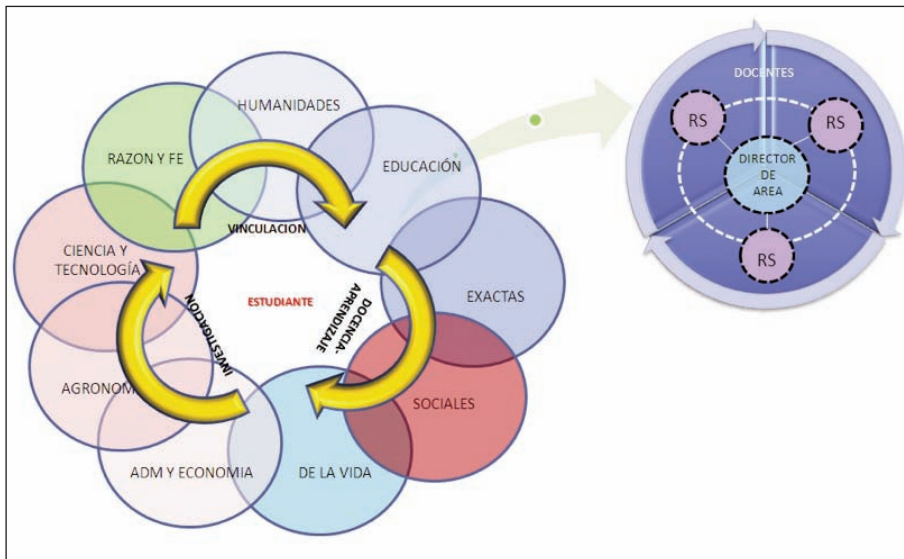 HUMANIDADES
RAZON Y FE
EDUCACIÓN
VINCULACION
CIENCIA Y
TECNOLOGÍA
ESTUDIANTE
DOCENCIA-
APRENDIZAJE
INVESTIGACION
EXACTAS
AGRONOM
SOCIALES
ADM Y ECONOMIA
DE LA VIDA
DOCENTES
RS
RS
DIRECTOR
DE
AREA
RS